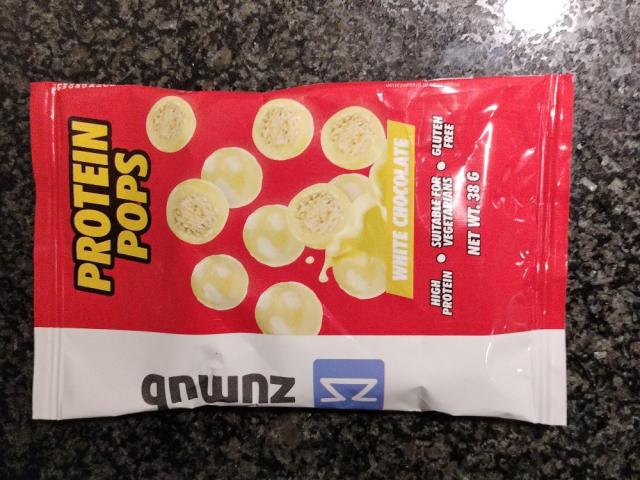 PROTEIN
POPS
WHITE CHOCOLATE
HIGH
PROTEIN
SUITABLE FOR
VEGETARIANS
GLUTEN
FREE
NET WT. 38 G
zumub